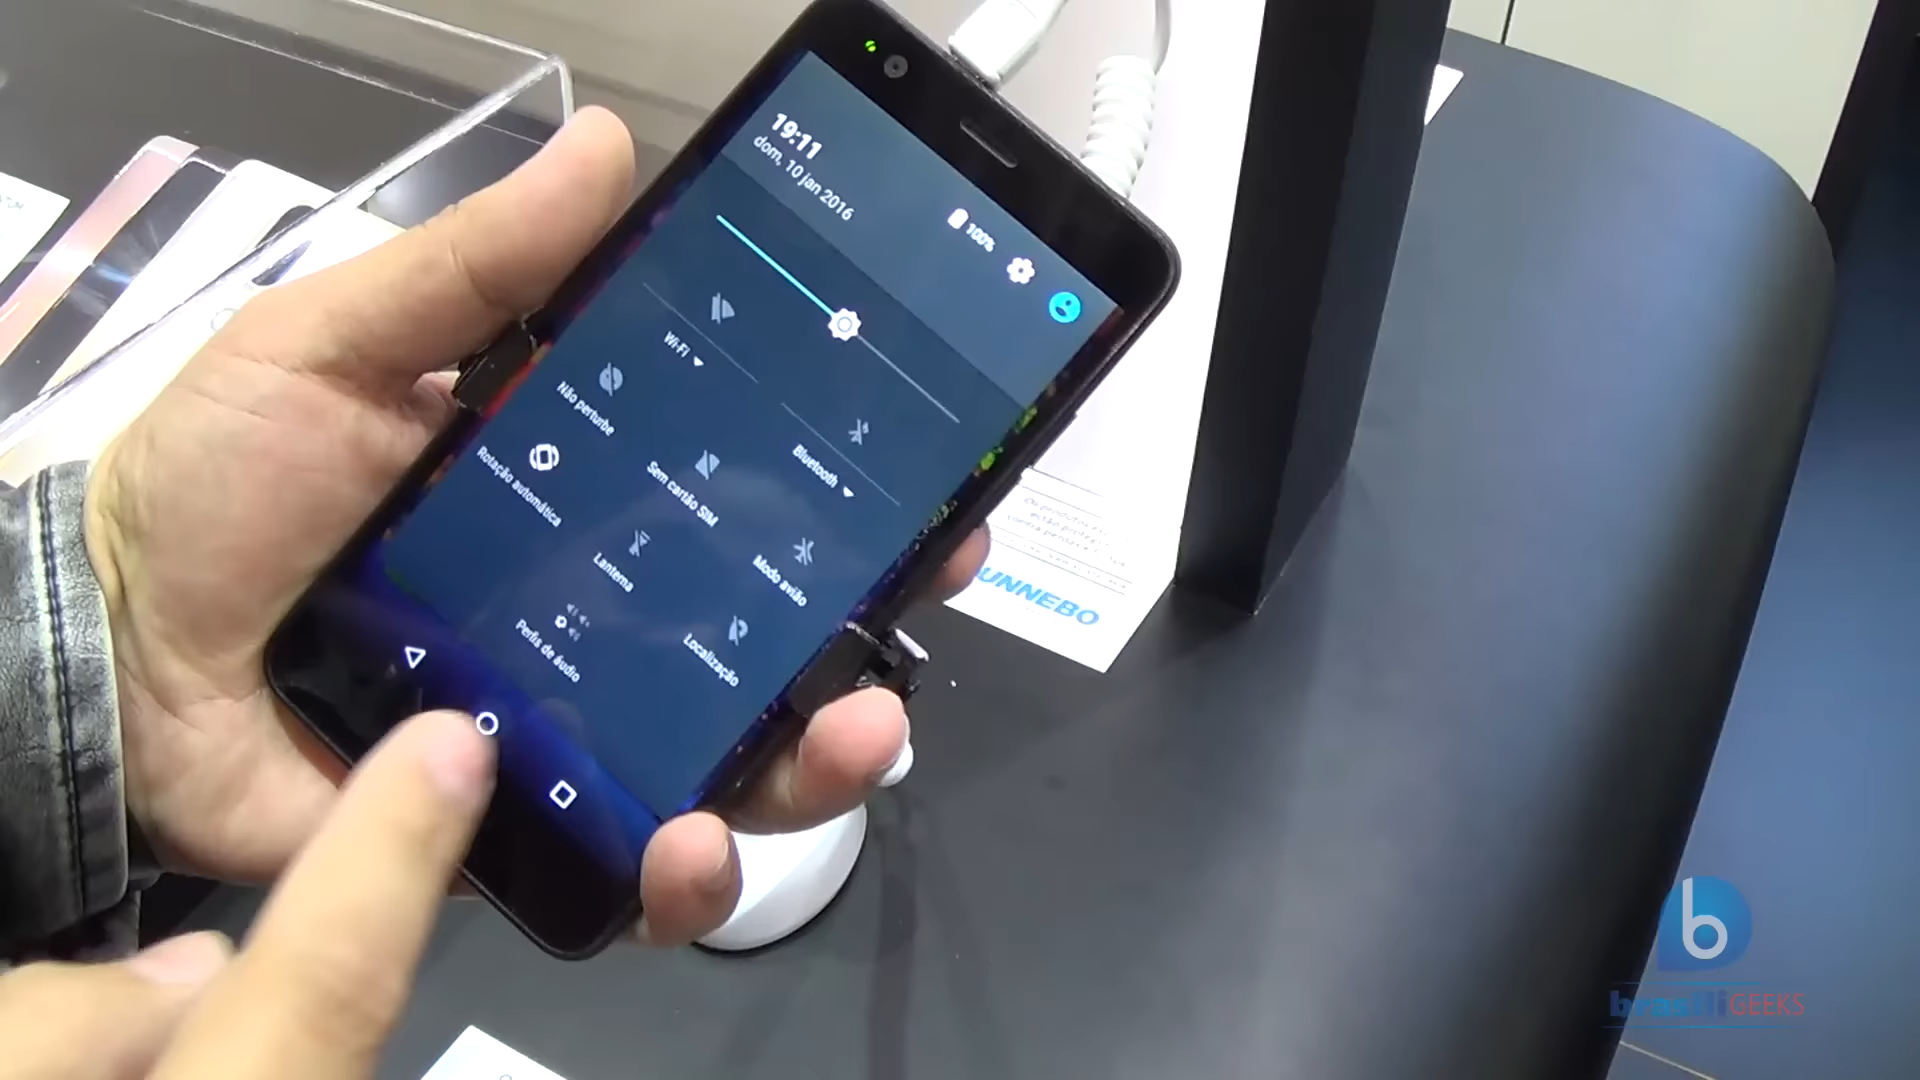 19:11
dom, 10 jan 2016
100%
Wi-Fi
Bluetooth
Não perturbe
Sem cartão SIM
Modo avião
Rotação automática
Lanterna
Localização
Perfis de áudio
UNNEBO
b
brasiliGEEKS